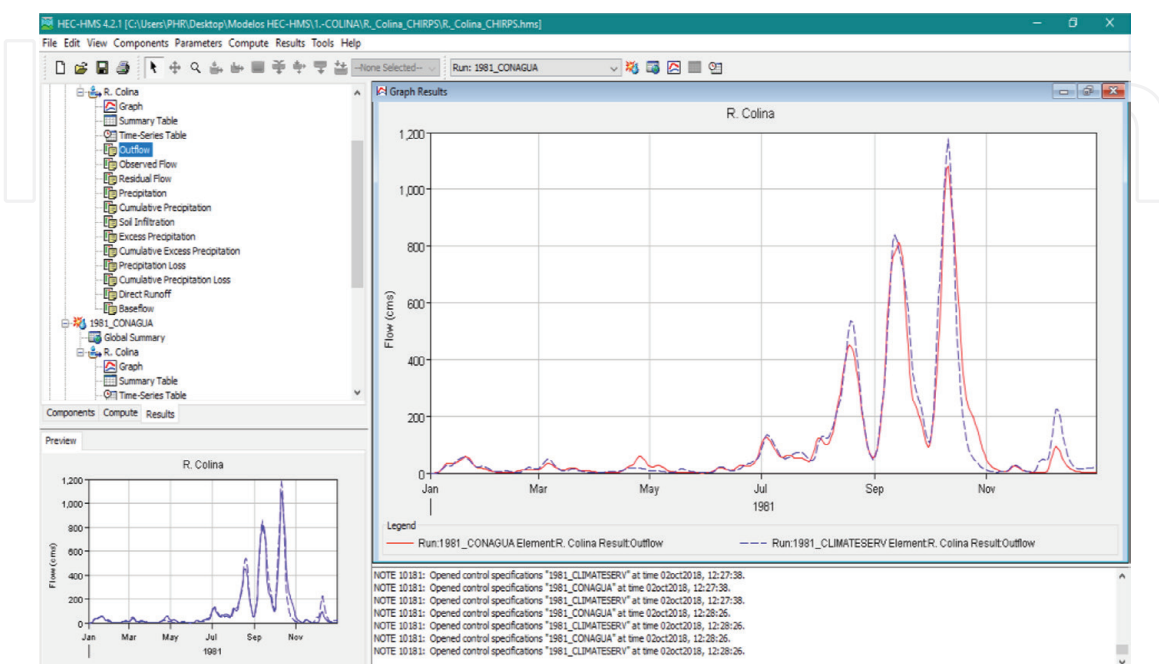 HEC-HMS 4.2.1 [C:\Users\PHR\Desktop\Modelos HEC-HMS\1.-COLINA\R._Colina_CHIRPS\R._Colina_CHIRPS.hms]
File Edit View Components Parameters Compute Results Tools Help
--None Selected--
Run: 1981_CONAGUA
R. Colina
Graph
Summary Table
Time-Series Table
Outflow
Observed Flow
Residual Flow
Precipitation
Cumulative Precipitation
Soil Infiltration
Excess Precipitation
Cumulative Excess Precipitation
Precipitation Loss
Cumulative Precipitation Loss
Direct Runoff
Baseflow
1981_CONAGUA
Global Summary
R. Colina
Graph
Summary Table
Time-Series Table
Components Compute Results
Preview
R. Colina
1,200
1,000
800
600
400
200
0
Flow (cms)
Jan Mar May Jul Sep Nov
1981
Graph Results
R. Colina
1,200
1,000
800
600
400
200
0
Flow (cms)
Jan Mar May Jul Sep Nov
1981
Legend
Run:1981_CONAGUA Element:R. Colina Result:Outflow
Run:1981_CLIMATESERV Element:R. Colina Result:Outflow
NOTE 10181: Opened control specifications "1981_CLIMATESERV" at time 02oct2018, 12:27:38.
NOTE 10181: Opened control specifications "1981_CONAGUA" at time 02oct2018, 12:27:38.
NOTE 10181: Opened control specifications "1981_CLIMATESERV" at time 02oct2018, 12:27:38.
NOTE 10181: Opened control specifications "1981_CONAGUA" at time 02oct2018, 12:28:26.
NOTE 10181: Opened control specifications "1981_CLIMATESERV" at time 02oct2018, 12:28:26.
NOTE 10181: Opened control specifications "1981_CONAGUA" at time 02oct2018, 12:28:26.
NOTE 10181: Opened control specifications "1981_CLIMATESERV" at time 02oct2018, 12:28:26.